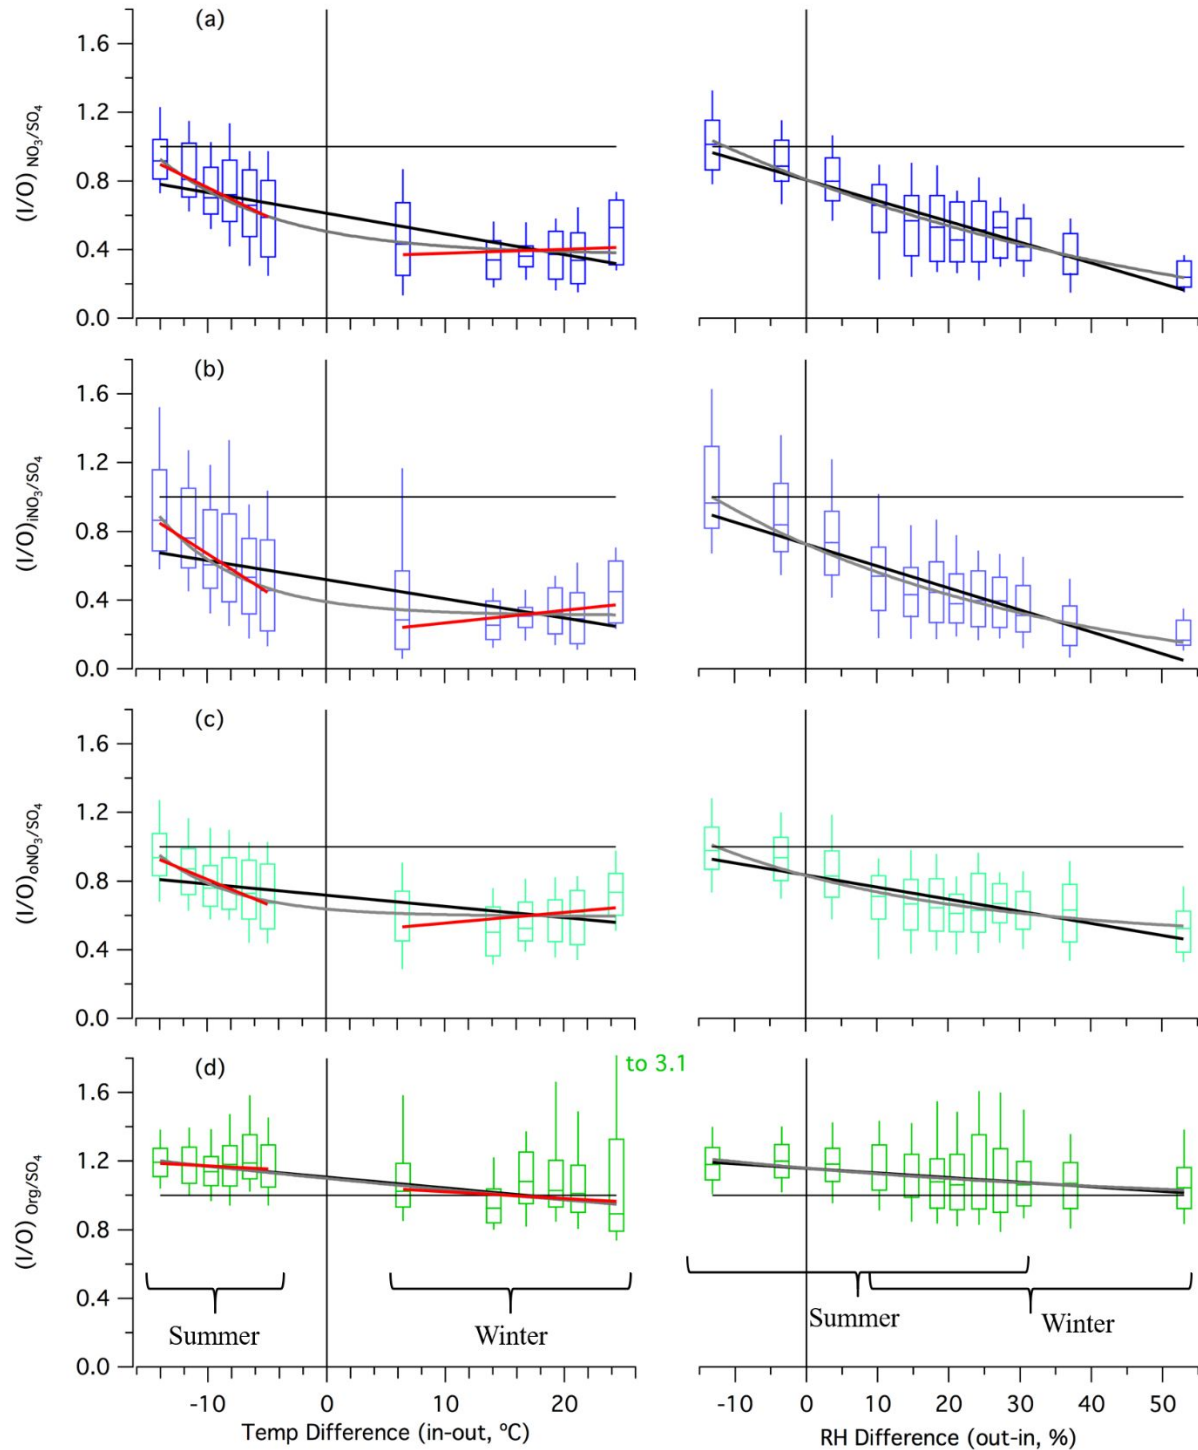 (a)
1.6
1.2
0.8
0.4
0.0
(I/O) NO3/SO4
(b)
1.6
1.2
0.8
0.4
0.0
(I/O)iNO3/SO4
(c)
1.6
1.2
0.8
0.4
0.0
(I/O)oNO3/SO4
(d)
to 3.1
1.6
1.2
0.8
0.4
0.0
(I/O) Org/SO4
Summer
Winter
Summer
Winter
-10 0 10 20
Temp Difference (in-out, ºC)
-10 0 10 20 30 40 50
RH Difference (out-in, %)